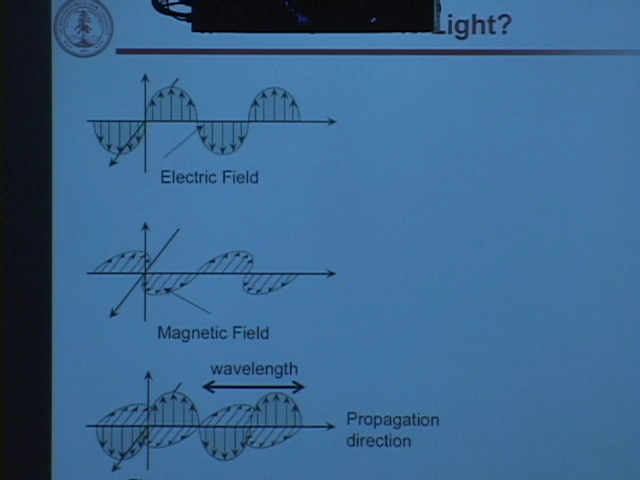 Light?
Electric Field
Magnetic Field
wavelength
Propagation
direction